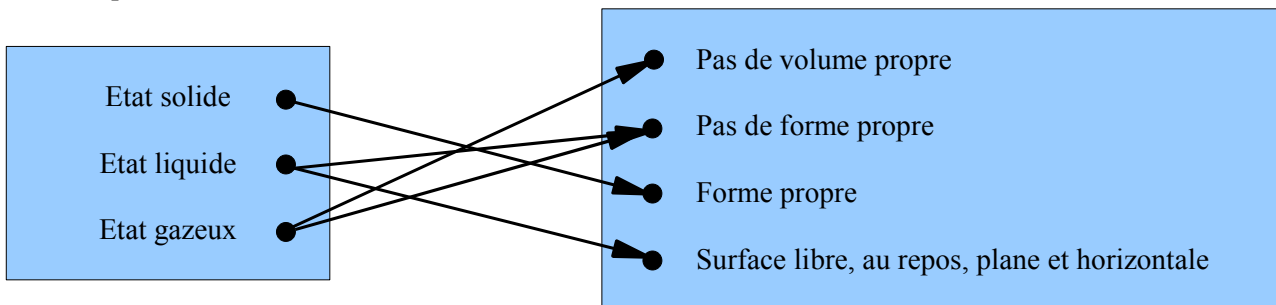 Etat solide
Etat liquide
Etat gazeux
Pas de volume propre
Pas de forme propre
Forme propre
Surface libre, au repos, plane et horizontale